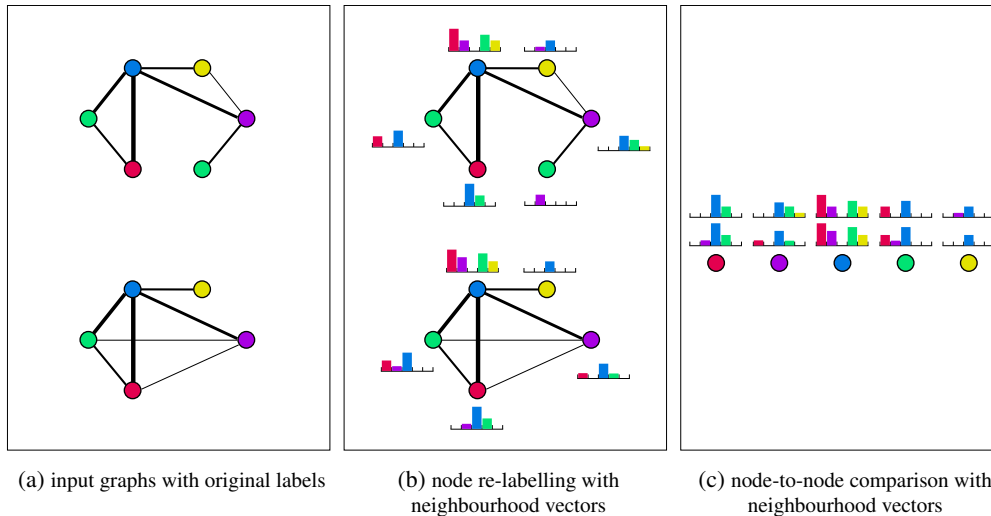 (a) input graphs with original labels
(b) node re-labelling with
neighbourhood vectors
(c) node-to-node comparison with
neighbourhood vectors